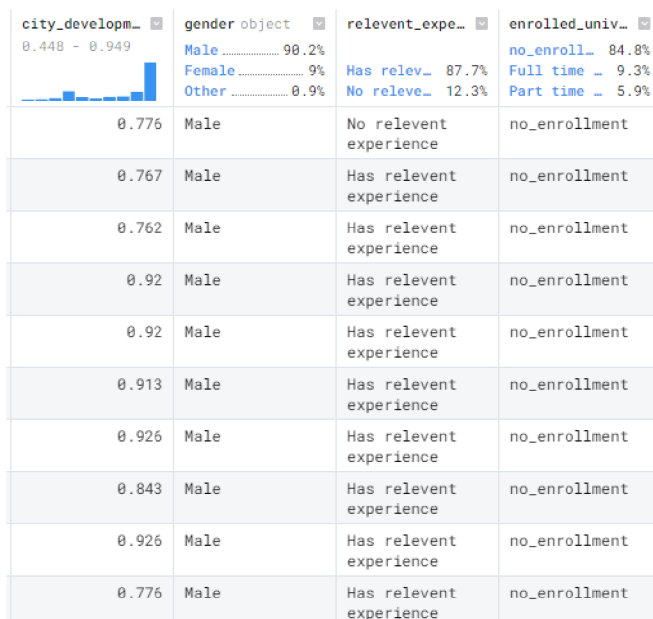 city_developm… gender object relevent_expe… enrolled_univ…
0.448 - 0.949 Male 90.2% no_enroll… 84.8%
Female 9% Has relev… 87.7% Full time … 9.3%
Other 0.9% No releve… 12.3% Part time … 5.9%
0.776 Male No relevent no_enrollment
experience
0.767 Male Has relevent no_enrollment
experience
0.762 Male Has relevent no_enrollment
experience
0.92 Male Has relevent no_enrollment
experience
0.92 Male Has relevent no_enrollment
experience
0.913 Male Has relevent no_enrollment
experience
0.926 Male Has relevent no_enrollment
experience
0.843 Male Has relevent no_enrollment
experience
0.926 Male Has relevent no_enrollment
experience
0.776 Male Has relevent no_enrollment
experience